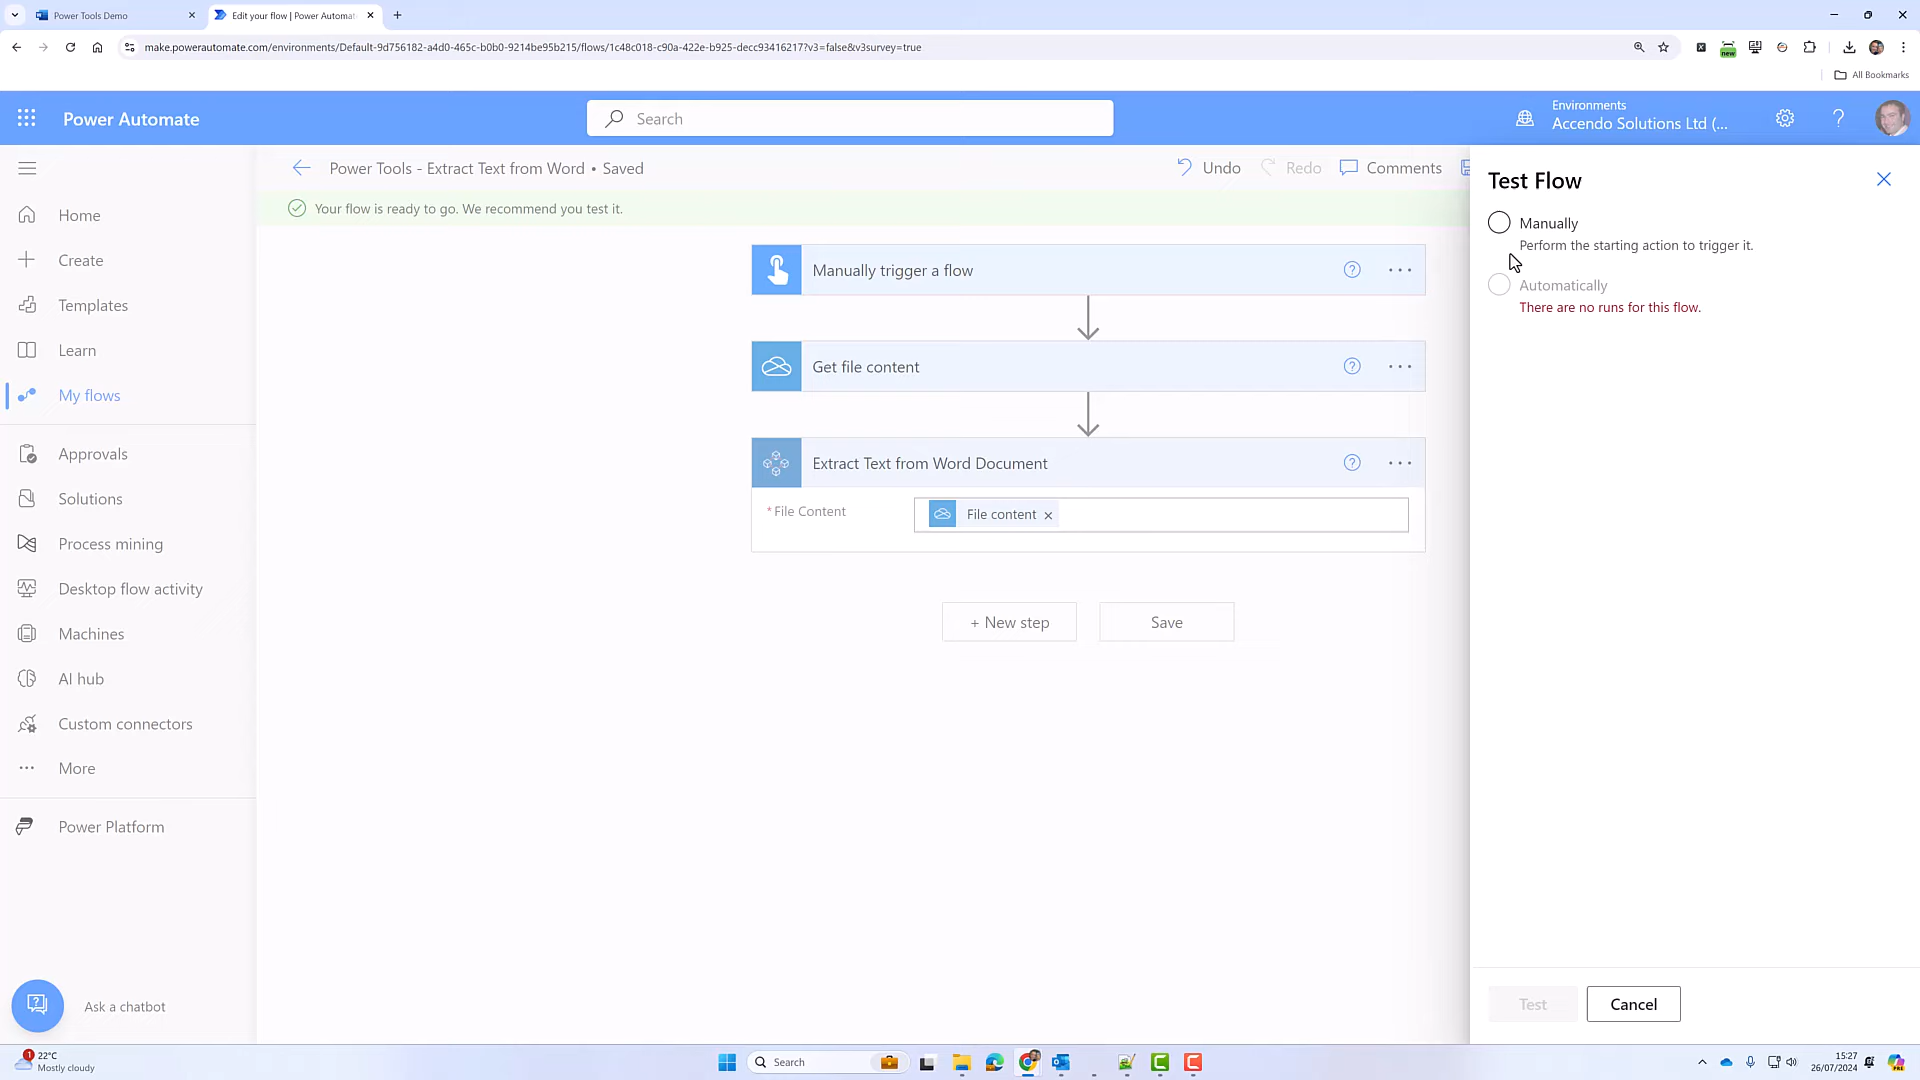 Power Tools Demo
Edit your flow | Power Automat
make.powerautomate.com/environments/Default-9d756182-a4d0-465c-b0b0-9214be95b215/flows/1c48c018-c90a-422e-b925-decc93416217?v3=false&v3survey=true
new
All Bookmarks
Power Automate
Search
Environments
Accendo Solutions Ltd (...
Power Tools - Extract Text from Word • Saved
Undo
Redo
Comments
Your flow is ready to go. We recommend you test it.
Home
Create
Templates
Learn
My flows
Approvals
Solutions
Process mining
Desktop flow activity
Machines
AI hub
Custom connectors
More
Power Platform
Ask a chatbot
Manually trigger a flow
Get file content
Extract Text from Word Document
* File Content
File content
+ New step
Save
Test Flow
Manually
Perform the starting action to trigger it.
Automatically
There are no runs for this flow.
Test
Cancel
1
22°C
Mostly cloudy
Search
15:27
26/07/2024
PRE